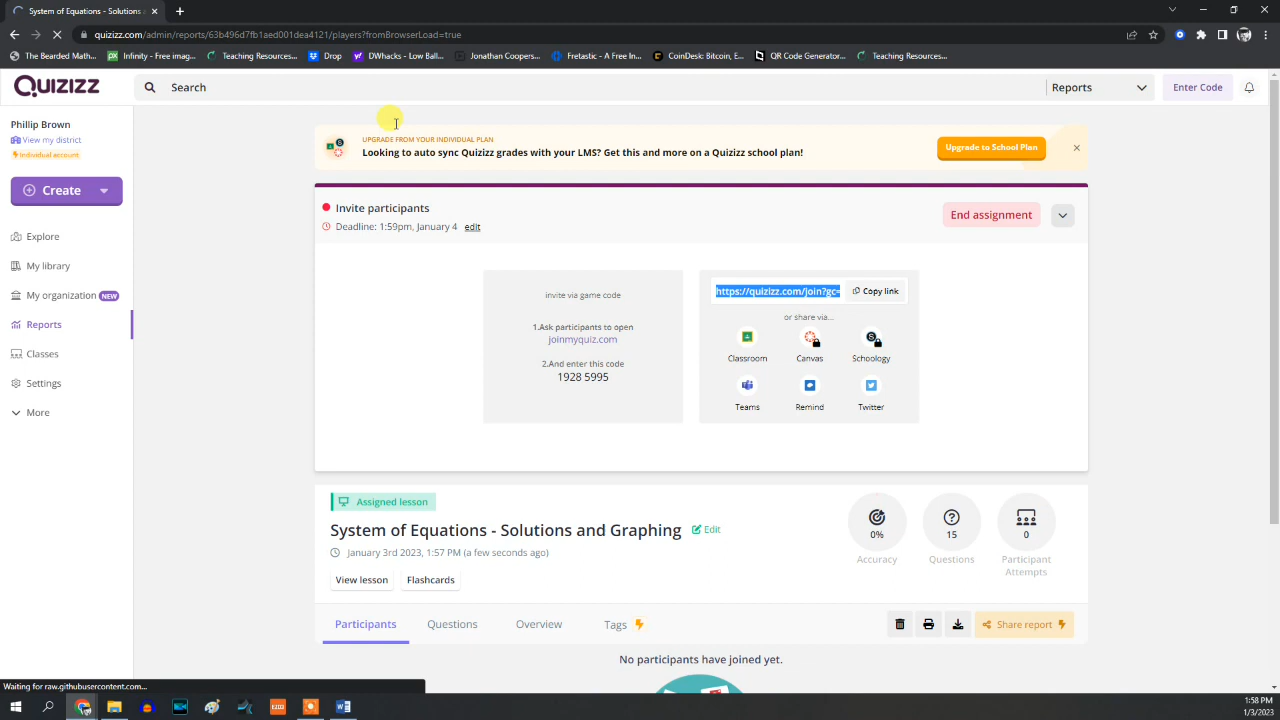 System of Equations - Solutions a
quizizz.com/admin/reports/63b496d7fb1aed001dea4121/players?fromBrowserLoad=true
The Bearded Math... Infinity - Free imag... Teaching Resources... Drop DWhacks - Low Ball... Jonathan Coopers... Fretastic - A Free In... CoinDesk: Bitcoin, E... QR Code Generator... Teaching Resources...
QUIZIZZ
Search
Reports
Enter Code
Phillip Brown
View my district
Individual account
Create
Explore
My library
My organization NEW
Reports
Classes
Settings
More
UPGRADE FROM YOUR INDIVIDUAL PLAN
Looking to auto sync Quizizz grades with your LMS? Get this and more on a Quizizz school plan!
Upgrade to School Plan
Invite participants
Deadline: 1:59pm, January 4 edit
End assignment
invite via game code
1.Ask participants to open
joinmyquiz.com
2.And enter this code
1928 5995
https://quizizz.com/join?gc=
Copy link
or share via...
Classroom Canvas Schoology
Teams Remind Twitter
Assigned lesson
System of Equations - Solutions and Graphing Edit
January 3rd 2023, 1:57 PM (a few seconds ago)
View lesson Flashcards
0%
Accuracy
15
Questions
0
Participant
Attempts
Participants Questions Overview Tags
Share report
No participants have joined yet.
Waiting for raw.githubusercontent.com...
1:58 PM
1/3/2023